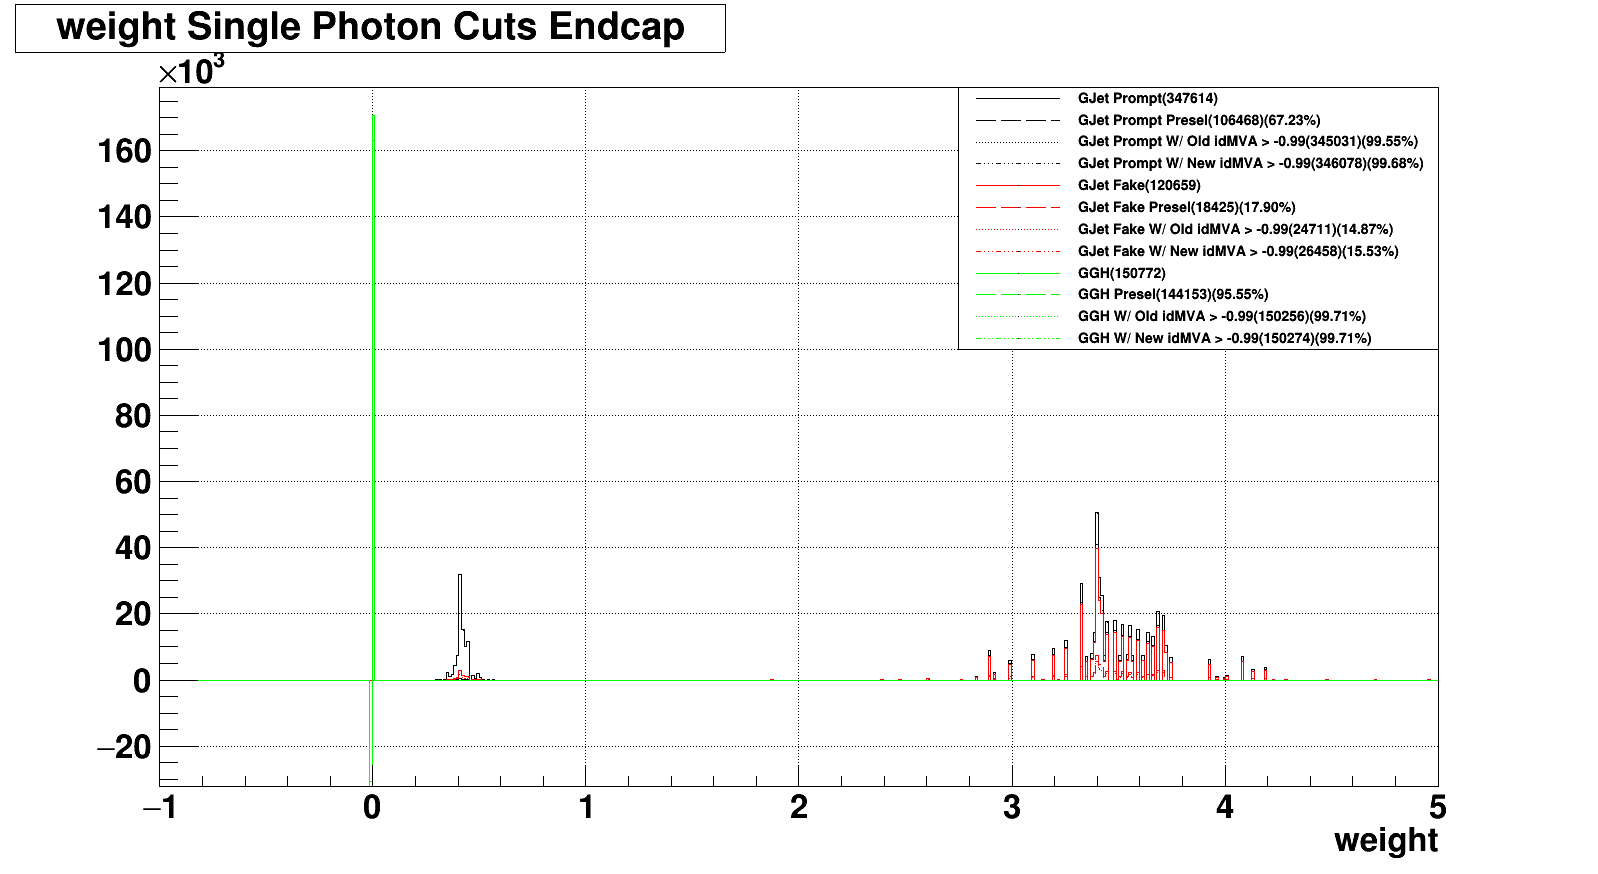 weight Single Photon Cuts Endcap
×10³
GJet Prompt(347614)
GJet Prompt Presel(106468)(67.23%)
GJet Prompt W/ Old idMVA > -0.99(345031)(99.55%)
GJet Prompt W/ New idMVA > -0.99(346078)(99.68%)
GJet Fake(120659)
GJet Fake Presel(18425)(17.90%)
GJet Fake W/ Old idMVA > -0.99(24711)(14.87%)
GJet Fake W/ New idMVA > -0.99(26458)(15.53%)
GGH(150772)
GGH Presel(144153)(95.55%)
GGH W/ Old idMVA > -0.99(150256)(99.71%)
GGH W/ New idMVA > -0.99(150274)(99.71%)
160
140
120
100
80
60
40
20
0
−20
−1 0 1 2 3 4 5
weight